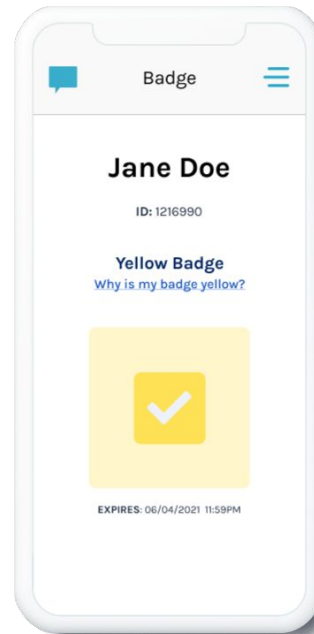 Badge
Jane Doe
ID: 1216990
Yellow Badge
Why is my badge yellow?
EXPIRES: 06/04/2021 11:59PM